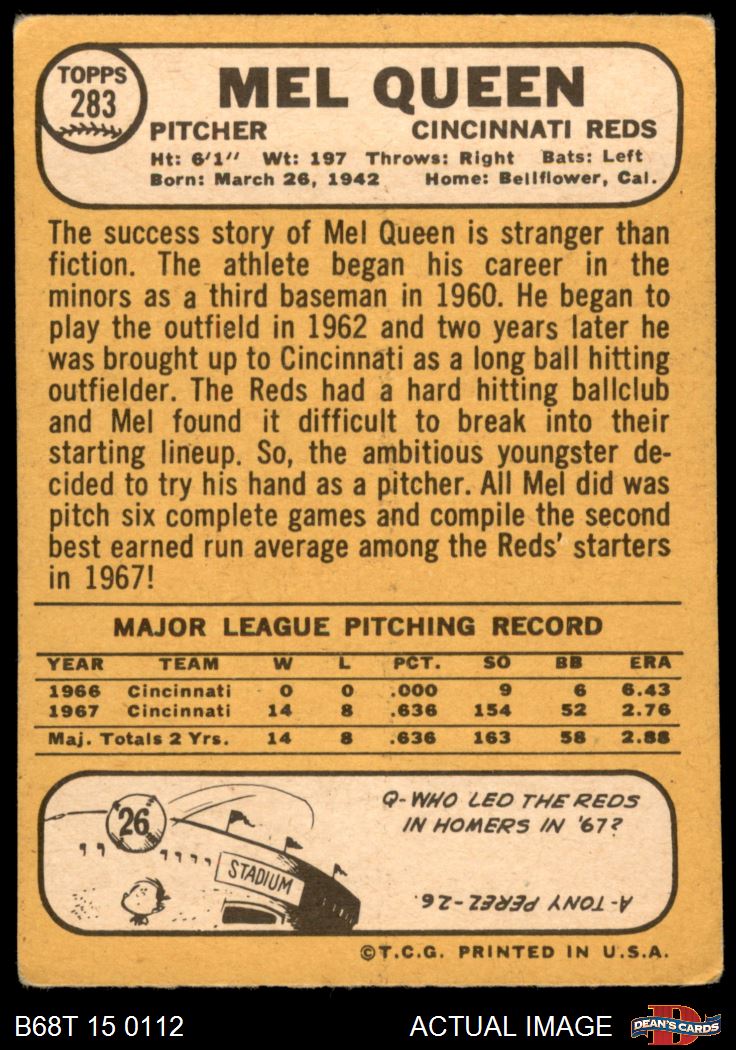 TOPPS
283
MEL QUEEN
PITCHER CINCINNATI REDS
Ht: 6'1" Wt: 197 Throws: Right Bats: Left
Born: March 26, 1942 Home: Bellflower, Cal.
The success story of Mel Queen is stranger than
fiction. The athlete began his career in the
minors as a third baseman in 1960. He began to
play the outfield in 1962 and two years later he
was brought up to Cincinnati as a long ball hitting
outfielder. The Reds had a hard hitting ballclub
and Mel found it difficult to break into their
starting lineup. So, the ambitious youngster de-
cided to try his hand as a pitcher. All Mel did was
pitch six complete games and compile the second
best earned run average among the Reds' starters
in 1967!
MAJOR LEAGUE PITCHING RECORD
YEAR TEAM W L PCT. SO BB ERA
1966 Cincinnati 0 0 .000 9 6 6.43
1967 Cincinnati 14 8 .636 154 52 2.76
Maj. Totals 2 Yrs. 14 8 .636 163 58 2.88
26
STADIUM
Q-WHO LED THE REDS
IN HOMERS IN '67?
A-TONY PEREZ-26.
©T.C.G. PRINTED IN U.S.A.
B68T 15 0112 ACTUAL IMAGE DEAN'S CARDS